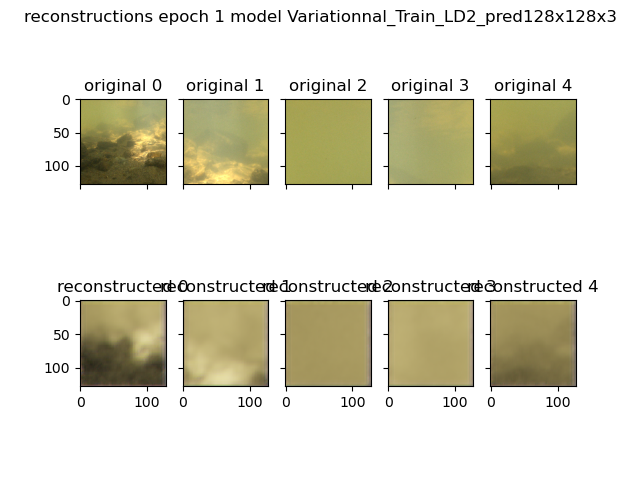 reconstructions epoch 1 model Variationnal_Train_LD2_pred128x128x3
original 0 original 1 original 2 original 3 original 4
0
50
100
reconstructed 0 reconstructed 1 reconstructed 2 reconstructed 3 reconstructed 4
0
50
100
0 100 0 100 0 100 0 100 0 100